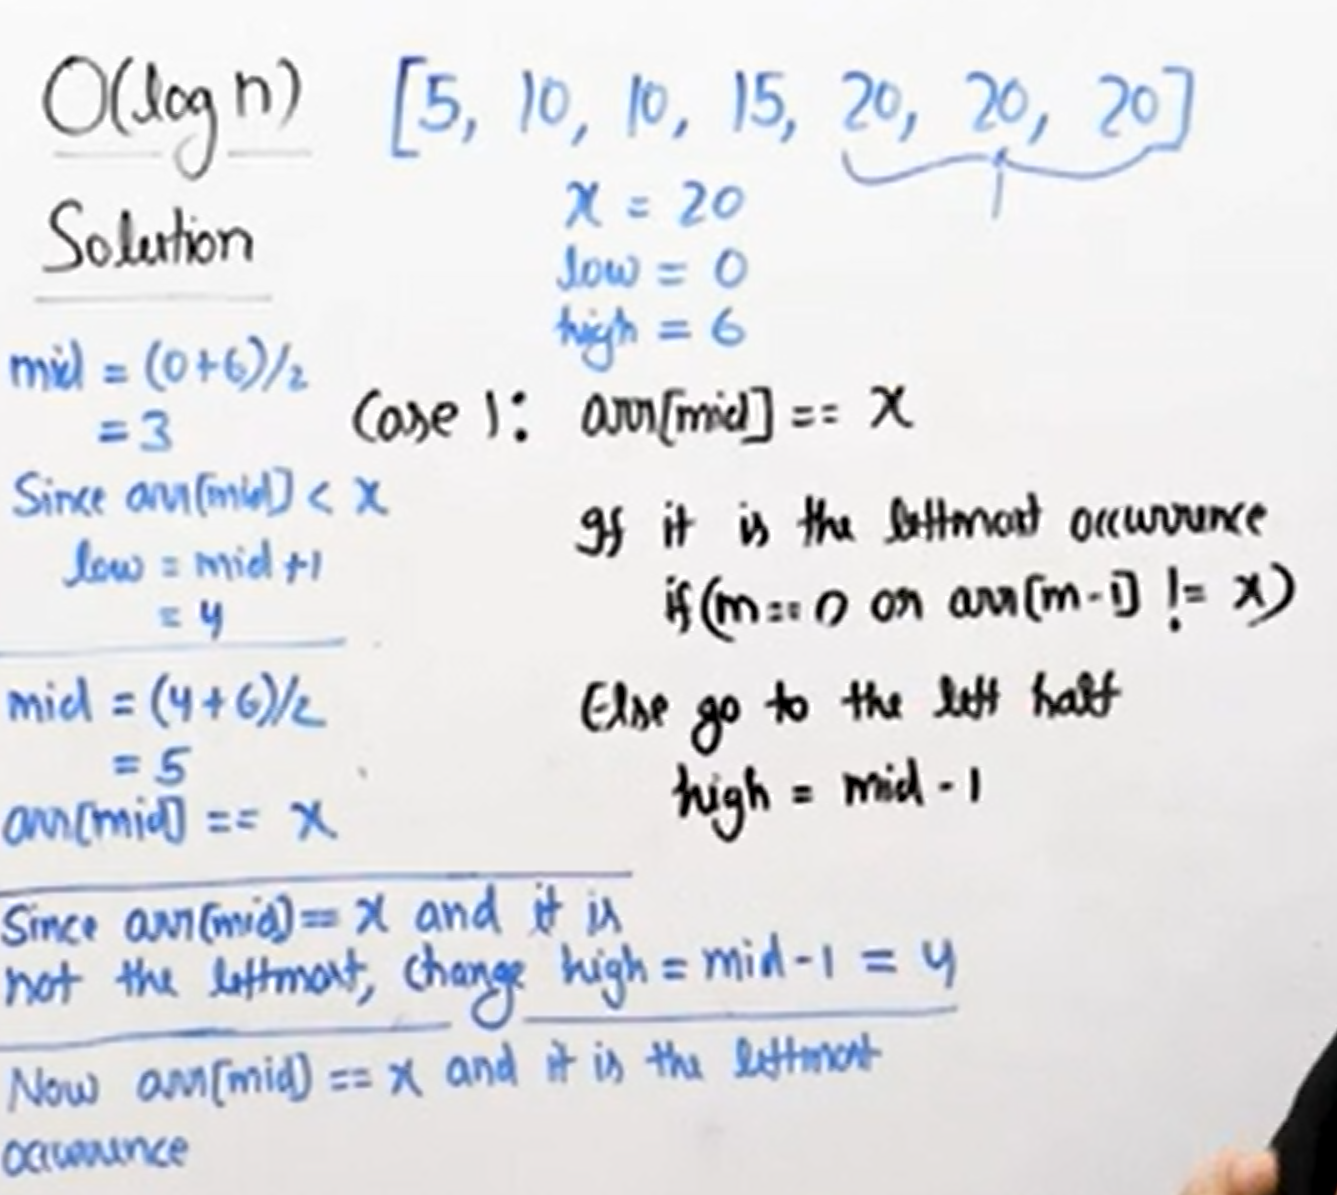 O(log n)
Solution
[5, 10, 10, 15, 20, 20, 20]
x = 20
low = 0
high = 6
mid = (0+6)/2
= 3
Since arr[mid] < x
low = mid +1
= 4
mid = (4+6)/2
= 5
arr[mid] == x
Case 1: arr[mid] == x
If it is the leftmost occurrence
if (m==0 or arr[m-1] != x)
Else go to the left half
high = mid - 1
Since arr[mid] == x and it is
not the leftmost, change high = mid-1 = 4
Now arr[mid] == x and it is the leftmost
occurrence